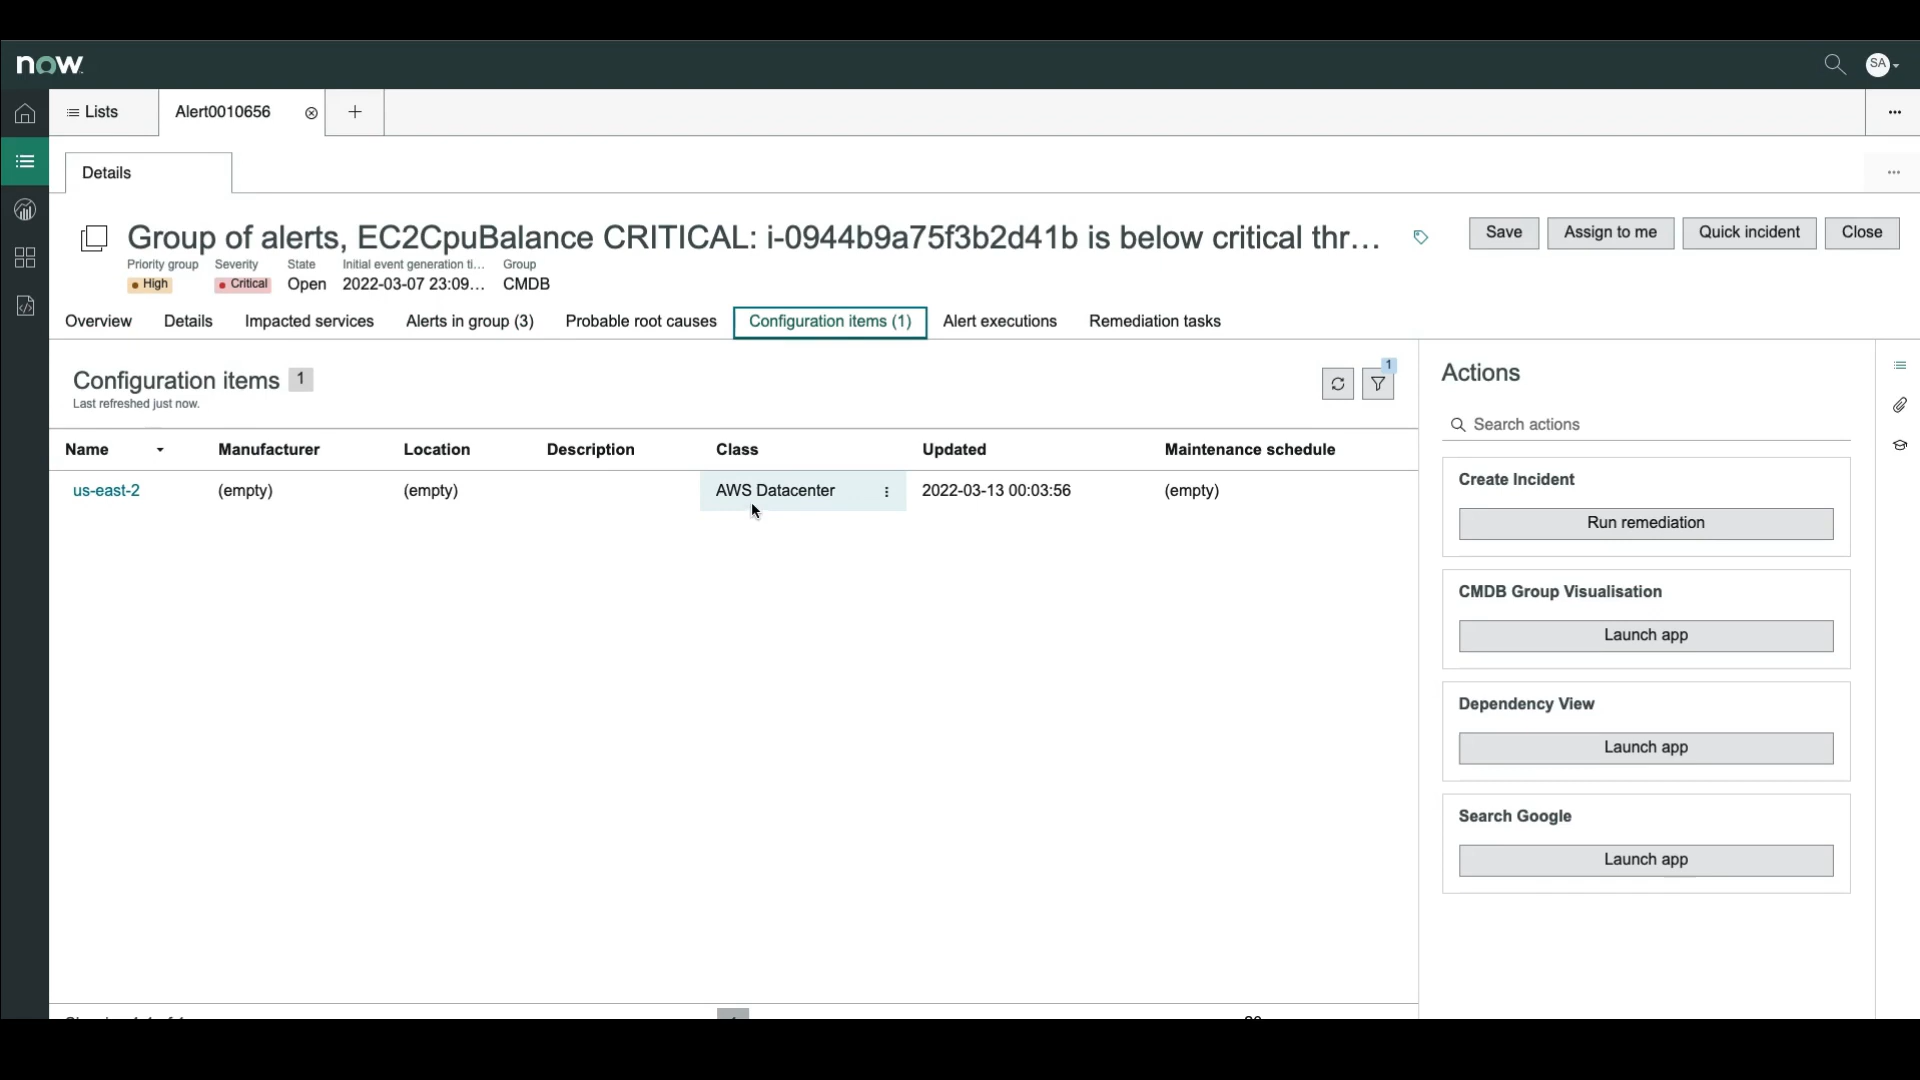 now
SA
Lists
Alert0010656
Details
Group of alerts, EC2CpuBalance CRITICAL: i-0944b9a75f3b2d41b is below critical thr...
Save
Assign to me
Quick incident
Close
Priority group
Severity
State
Initial event generation ti...
Group
High
Critical
Open
2022-03-07 23:09...
CMDB
Overview
Details
Impacted services
Alerts in group (3)
Probable root causes
Configuration items (1)
Alert executions
Remediation tasks
Configuration items 1
Last refreshed just now.
1
Name
Manufacturer
Location
Description
Class
Updated
Maintenance schedule
us-east-2
(empty)
(empty)
AWS Datacenter
2022-03-13 00:03:56
(empty)
Actions
Search actions
Create Incident
Run remediation
CMDB Group Visualisation
Launch app
Dependency View
Launch app
Search Google
Launch app